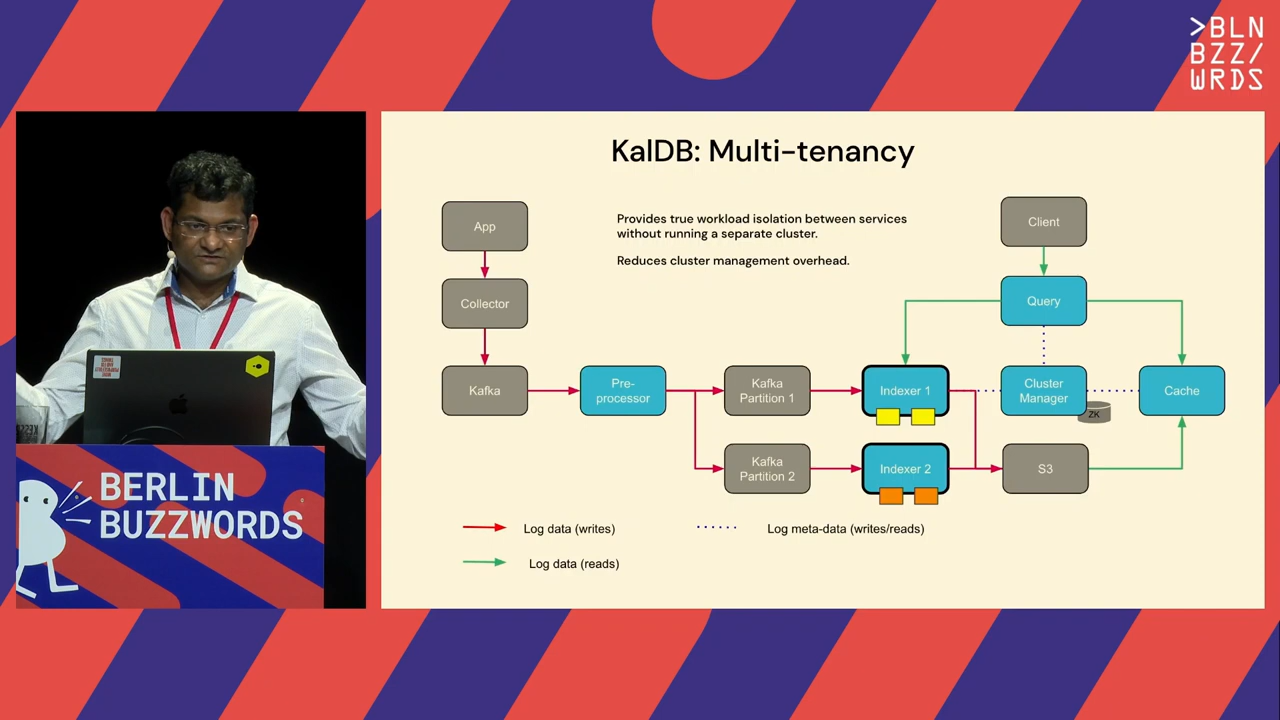 >BLN
BZZ/
WRDS
KalDB: Multi-tenancy
Provides true workload isolation between services
without running a separate cluster.
Reduces cluster management overhead.
App
Collector
Kafka
Pre-
processor
Kafka
Partition 1
Kafka
Partition 2
Indexer 1
Indexer 2
Client
Query
Cluster
Manager
ZK
Cache
S3
Log data (writes)
Log meta-data (writes/reads)
Log data (reads)
BERLIN
BUZZWORDS